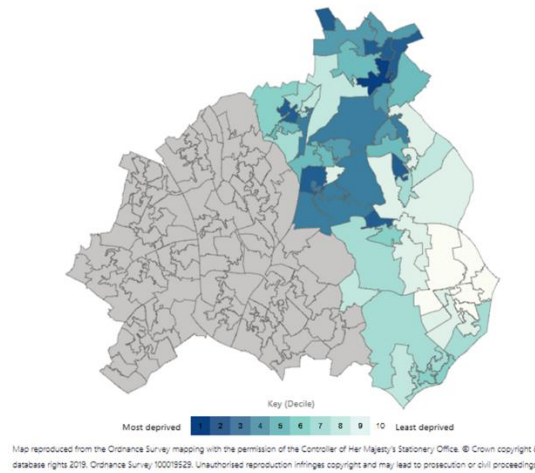 Key (Decile)
Most deprived 1 2 3 4 5 6 7 8 9 10 Least deprived
Map reproduced from the Ordnance Survey mapping with the permission of the Controller of Her Majesty's Stationery Office. © Crown copyright
database rights 2019. Ordnance Survey 100019529. Unauthorised reproduction infringes copyright and may lead to prosecution or civil proceeding